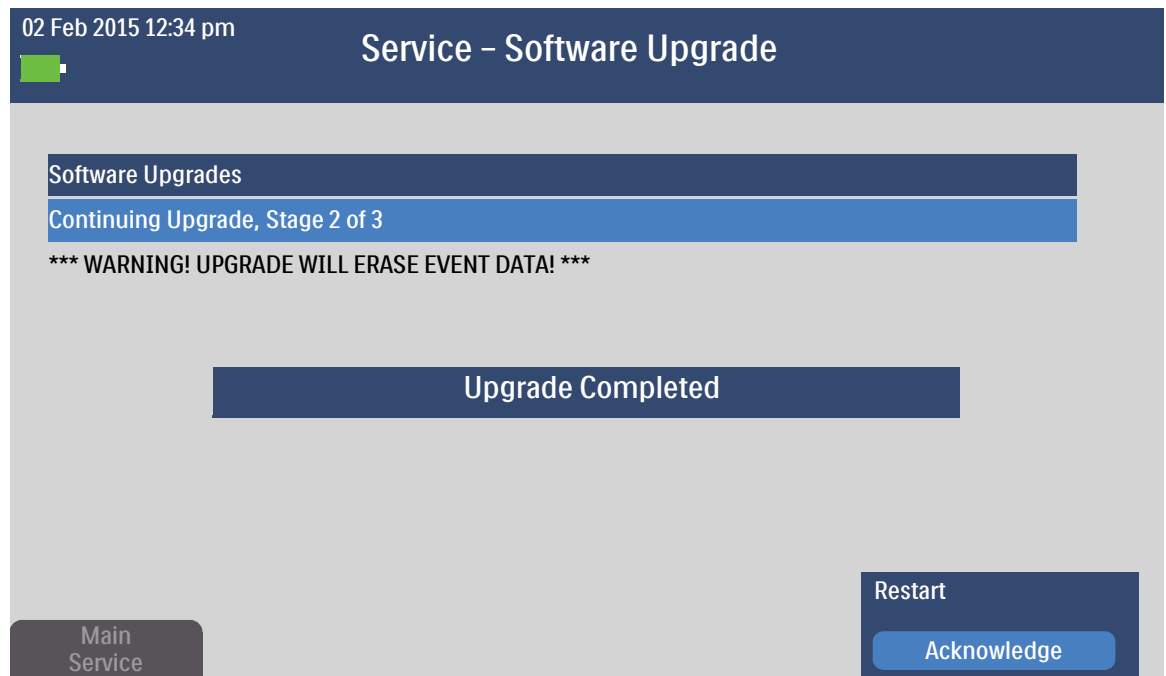 02 Feb 2015 12:34 pm
Service – Software Upgrade
Software Upgrades
Continuing Upgrade, Stage 2 of 3
*** WARNING! UPGRADE WILL ERASE EVENT DATA! ***
Upgrade Completed
Restart
Acknowledge
Main
Service